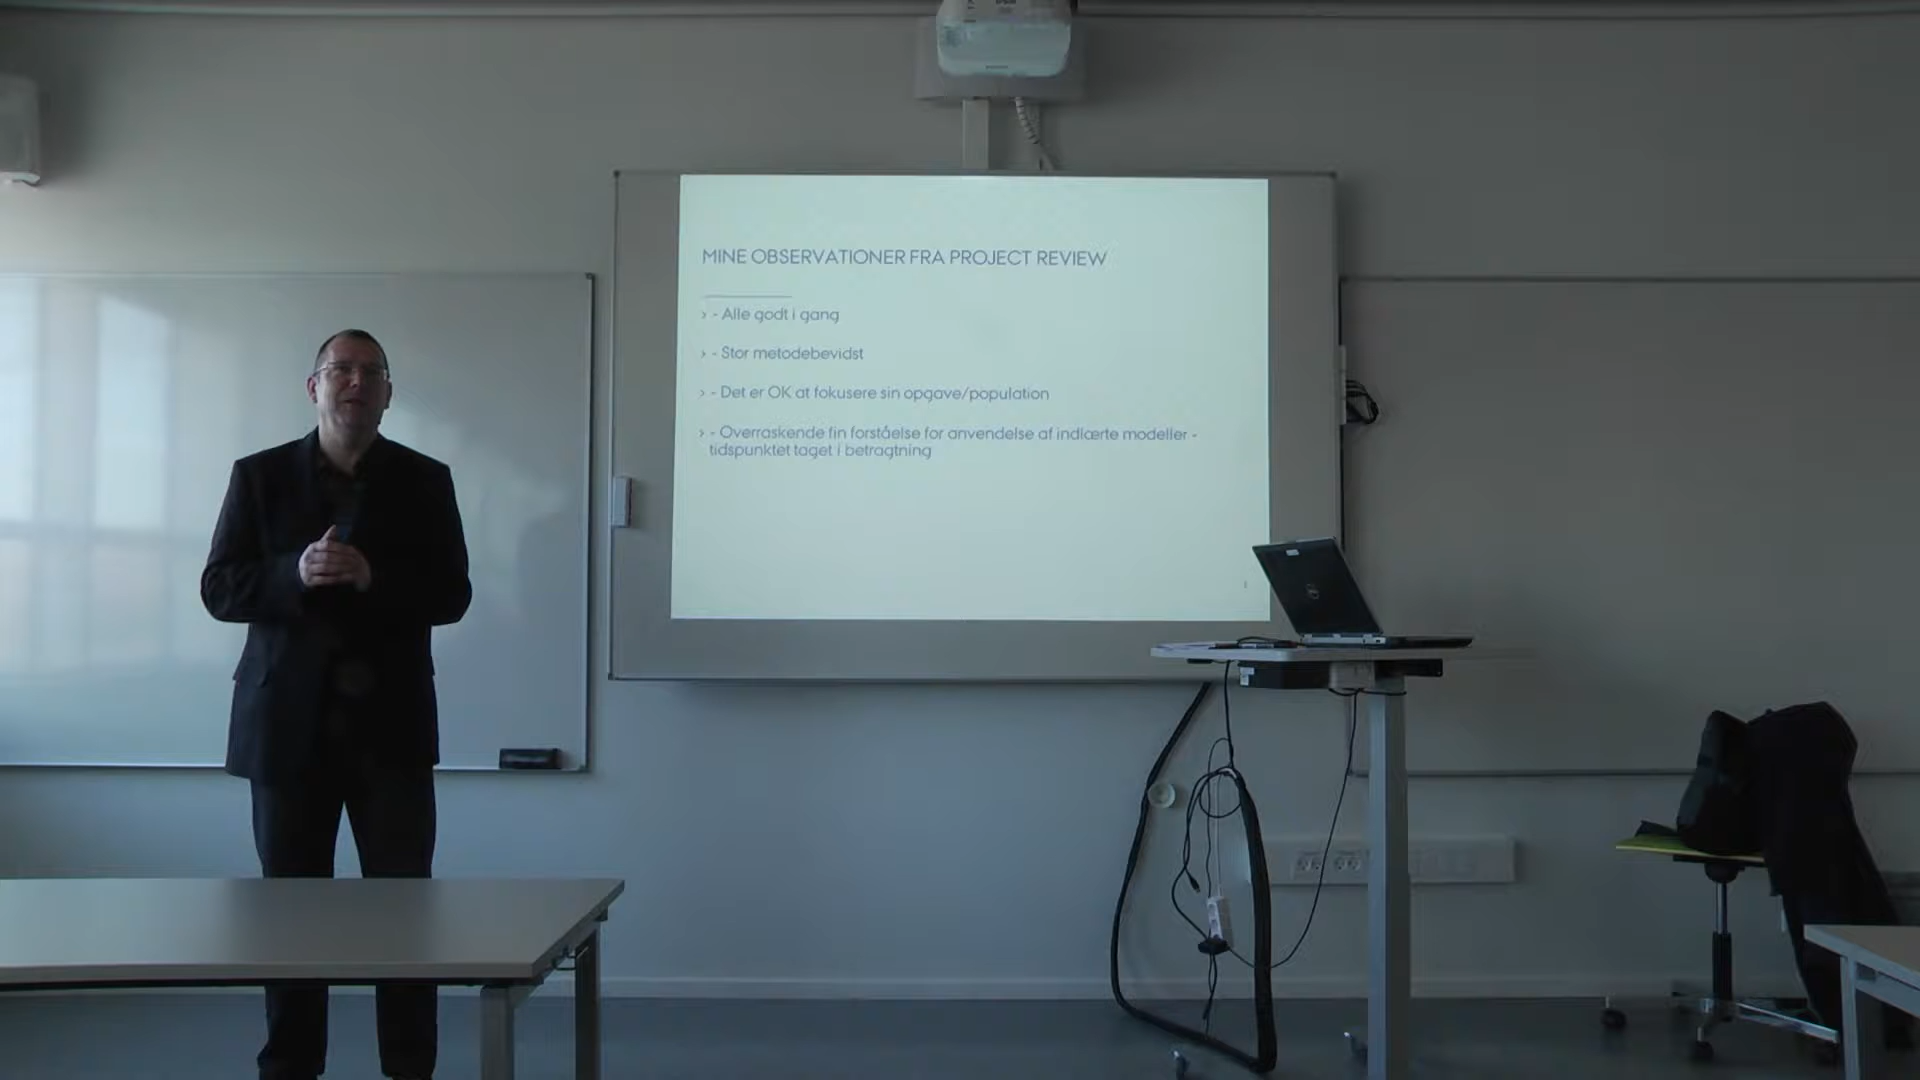 MINE OBSERVATIONER FRA PROJECT REVIEW
› - Alle godt i gang
› - Stor metodebevidst
› - Det er OK at fokusere sin opgave/population
› - Overraskende fin forståelse for anvendelse af indlærte modeller -
tidspunktet taget i betragtning